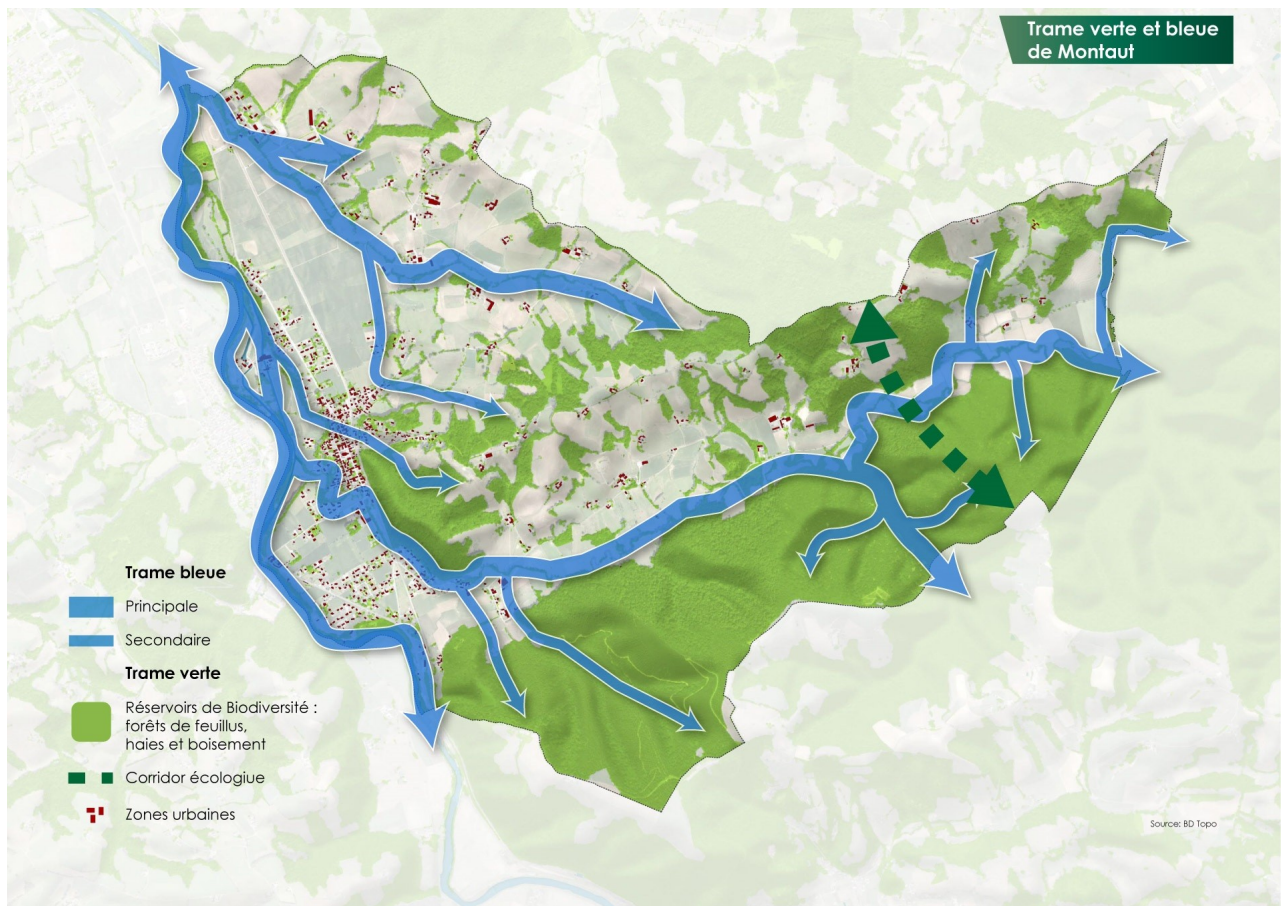 Trame verte et bleue
de Montaut
Trame bleue
Principale
Secondaire
Trame verte
Réservoirs de Biodiversité :
forêts de feuillus,
haies et boisement
Corridor écologiue
Zones urbaines
Source: BD Topo